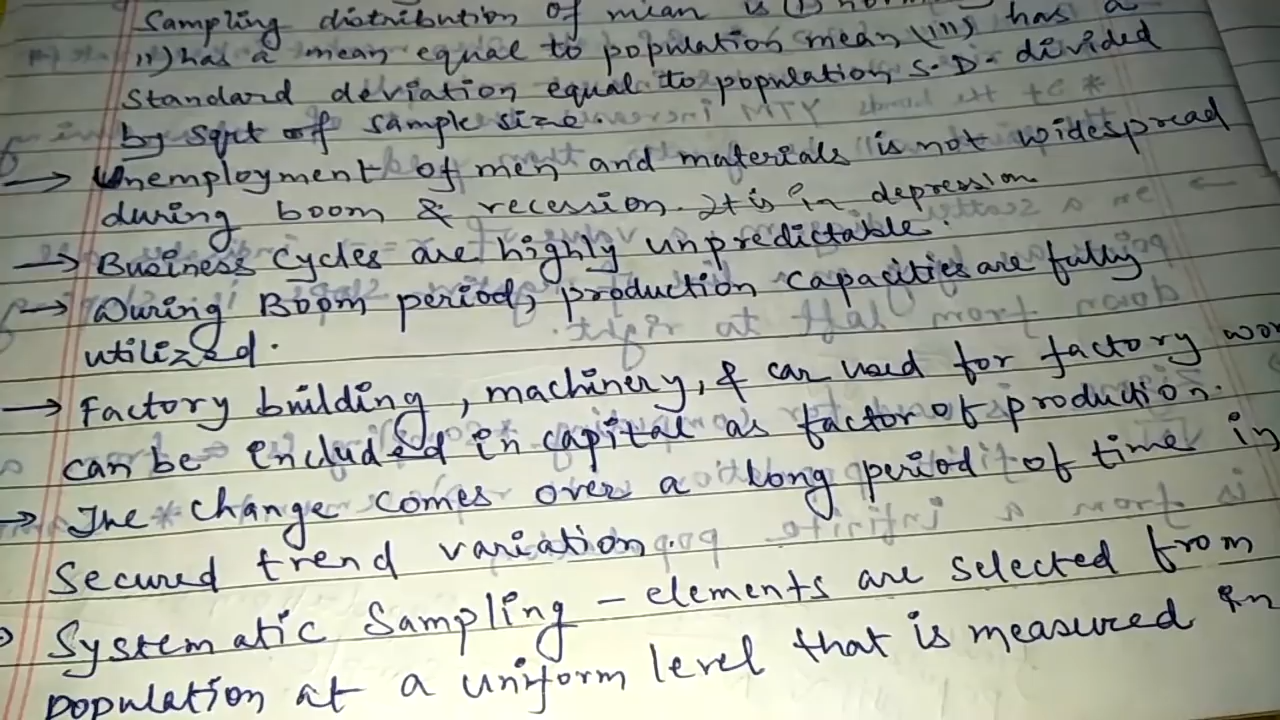 Sampling distribution of mean is (i)
ii) has a mean equal to population mean (iii) has a
standard deviation equal to population S.D. divided
by sqrt of sample size.
→ Unemployment of men and materials is not widespread
during boom & recession. It is in depression
→ Business Cycles are highly unpredictable.
→ During Boom period, production capacities are fully
utilized.
→ Factory building, machinery, & car used for factory
can be included in capital as factor of production.
→ The change comes over a long period of time in
Secured trend variation.
Systematic Sampling - elements are selected from
population at a uniform level that is measured in